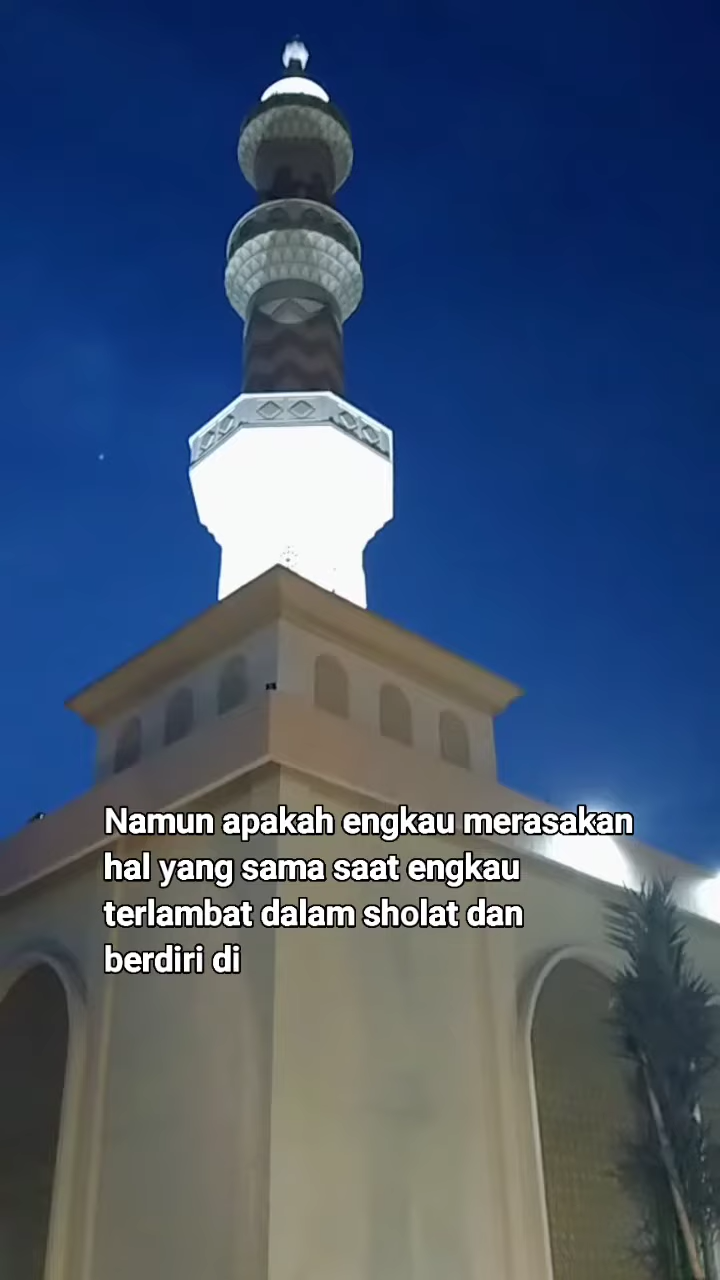 Namun apakah engkau merasakan
hal yang sama saat engkau
terlambat dalam sholat dan
berdiri di